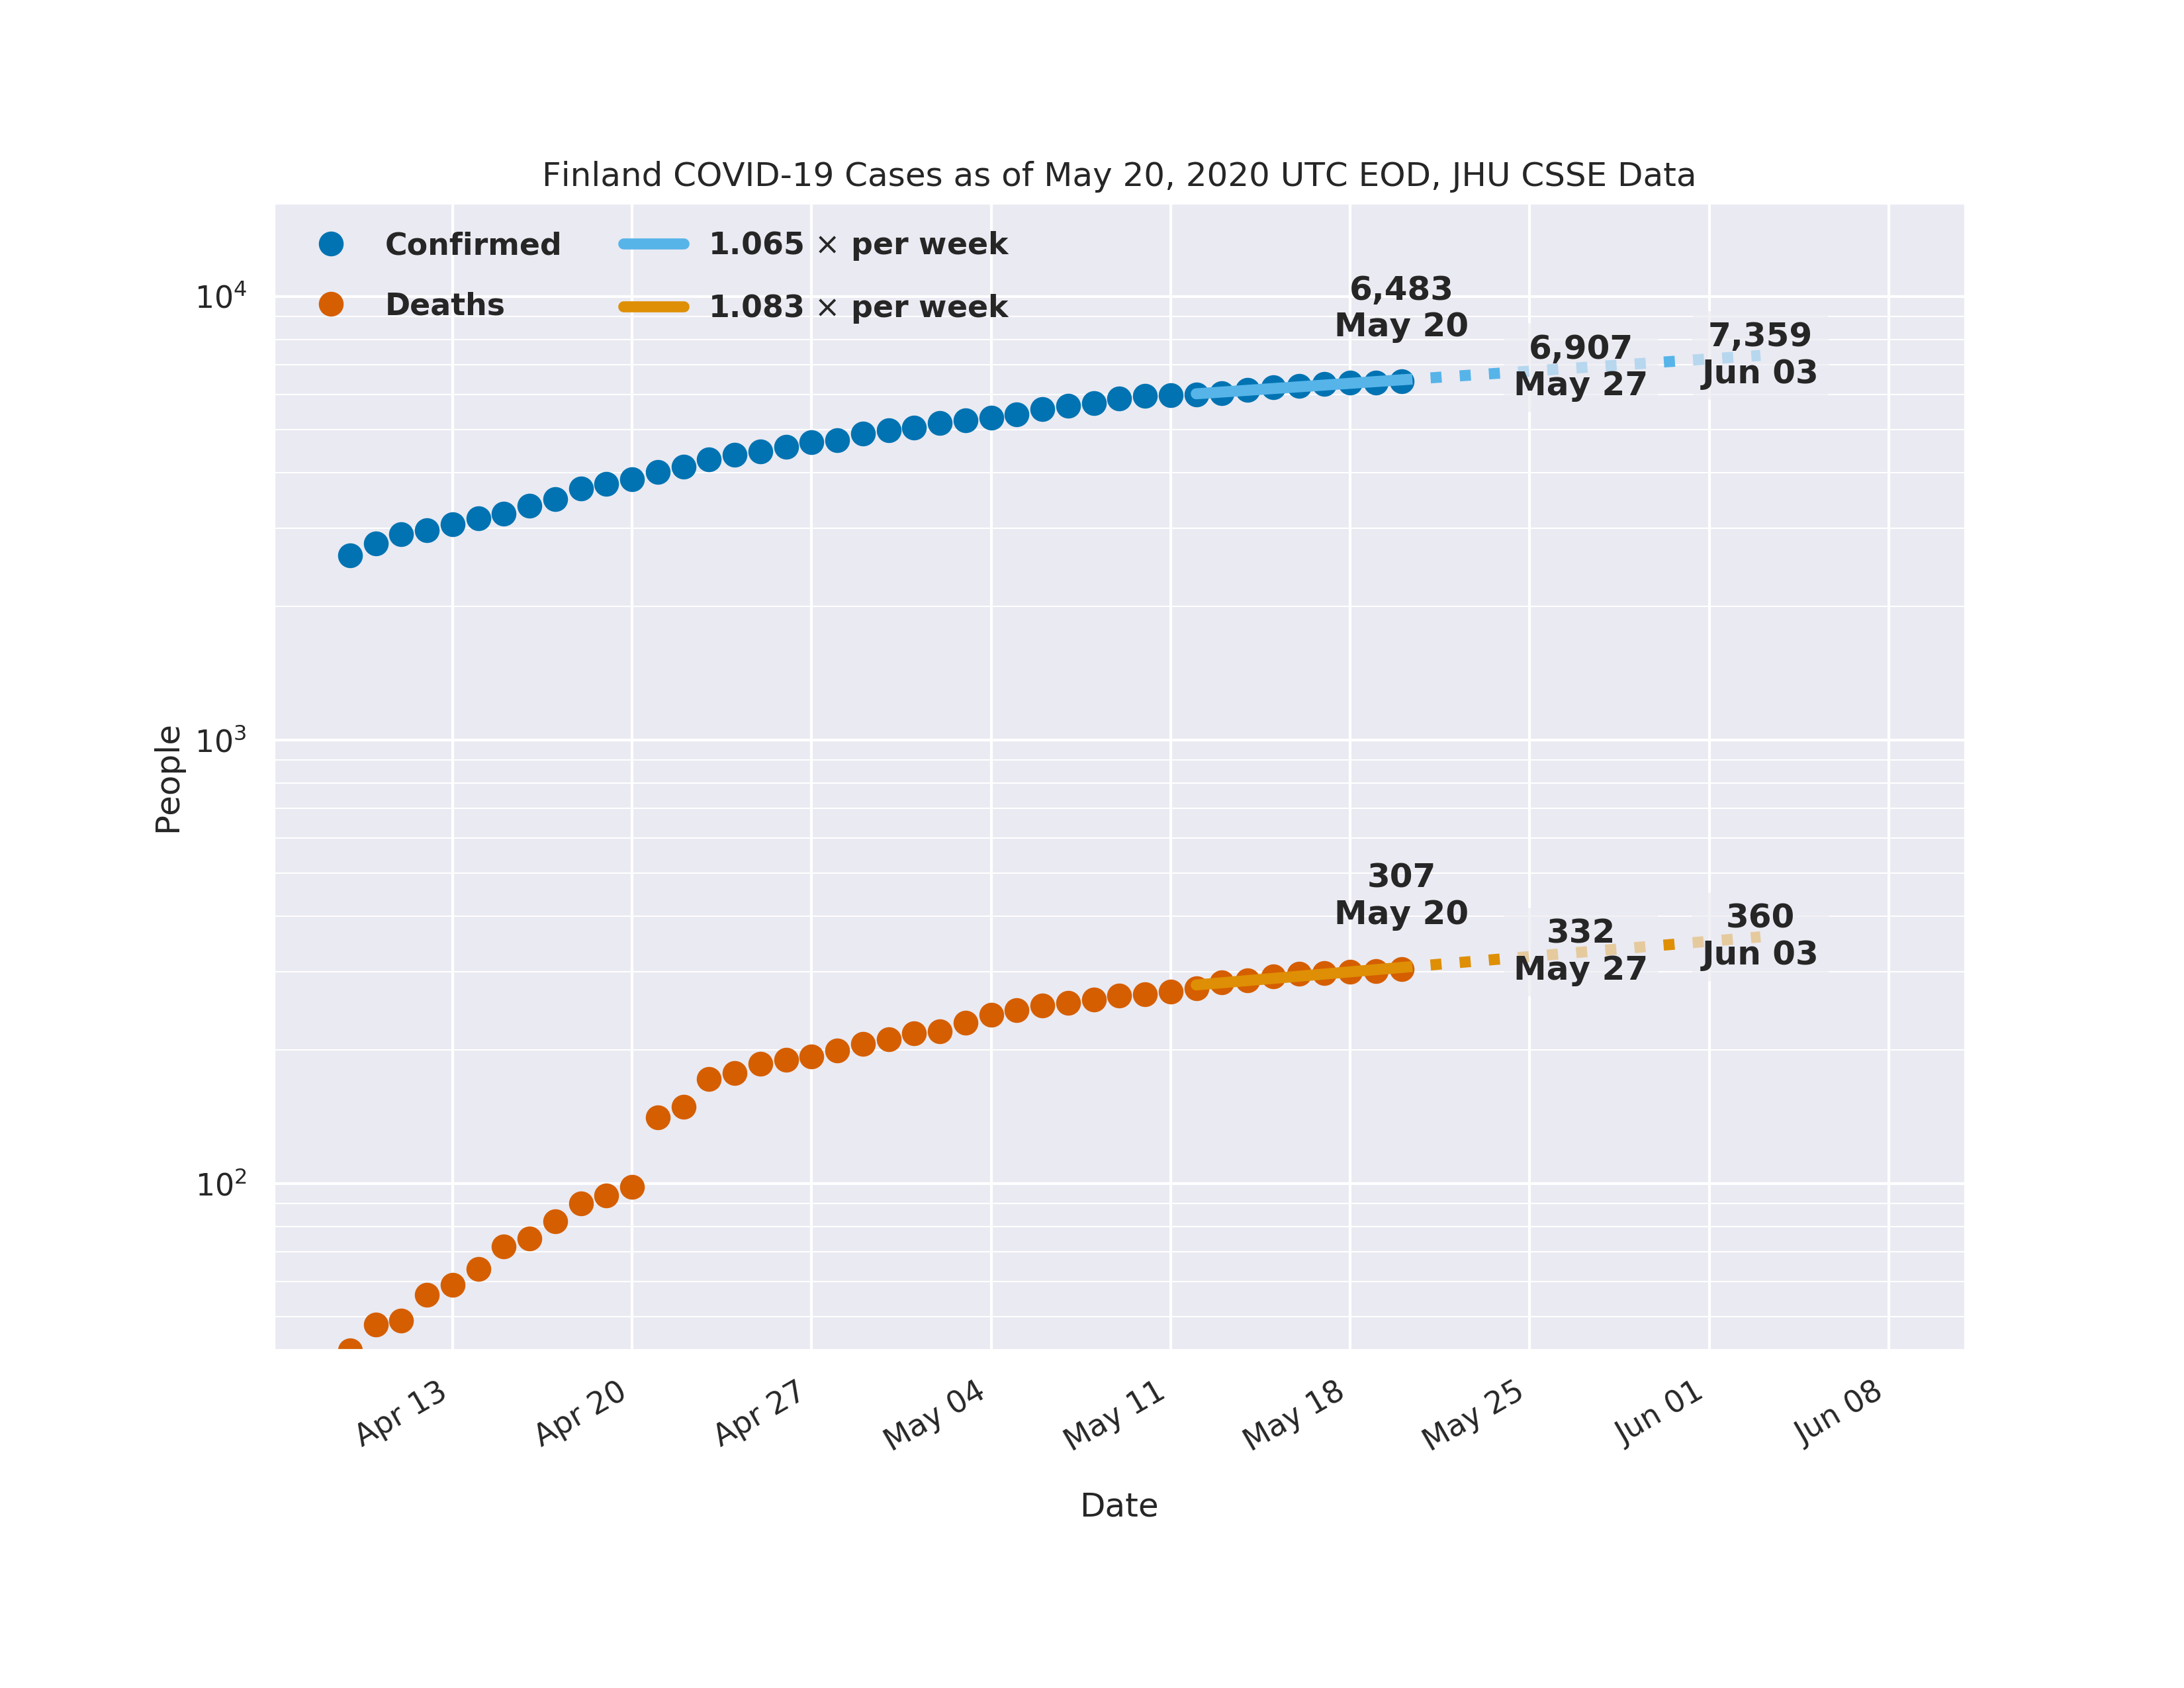 Finland COVID-19 Cases as of May 20, 2020 UTC EOD, JHU CSSE Data
Confirmed
Deaths
1.065 × per week
1.083 × per week
6,483
May 20
6,907
May 27
7,359
Jun 03
307
May 20
332
May 27
360
Jun 03
10⁴
10³
10²
People
Apr 13
Apr 20
Apr 27
May 04
May 11
May 18
May 25
Jun 01
Jun 08
Date